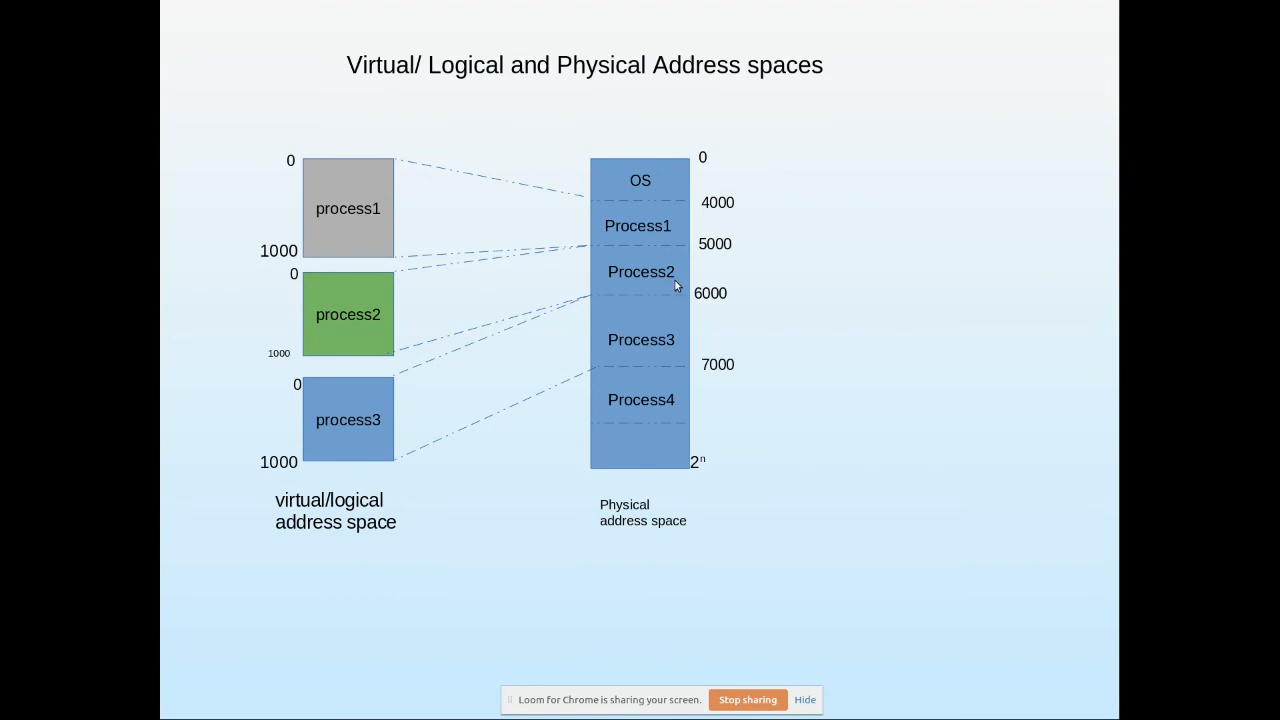 Virtual/ Logical and Physical Address spaces
0
process1
1000
0
process2
1000
0
process3
1000
virtual/logical
address space
OS
Process1
Process2
Process3
Process4
0
4000
5000
6000
7000
2ⁿ
Physical
address space
Loom for Chrome is sharing your screen. Stop sharing Hide